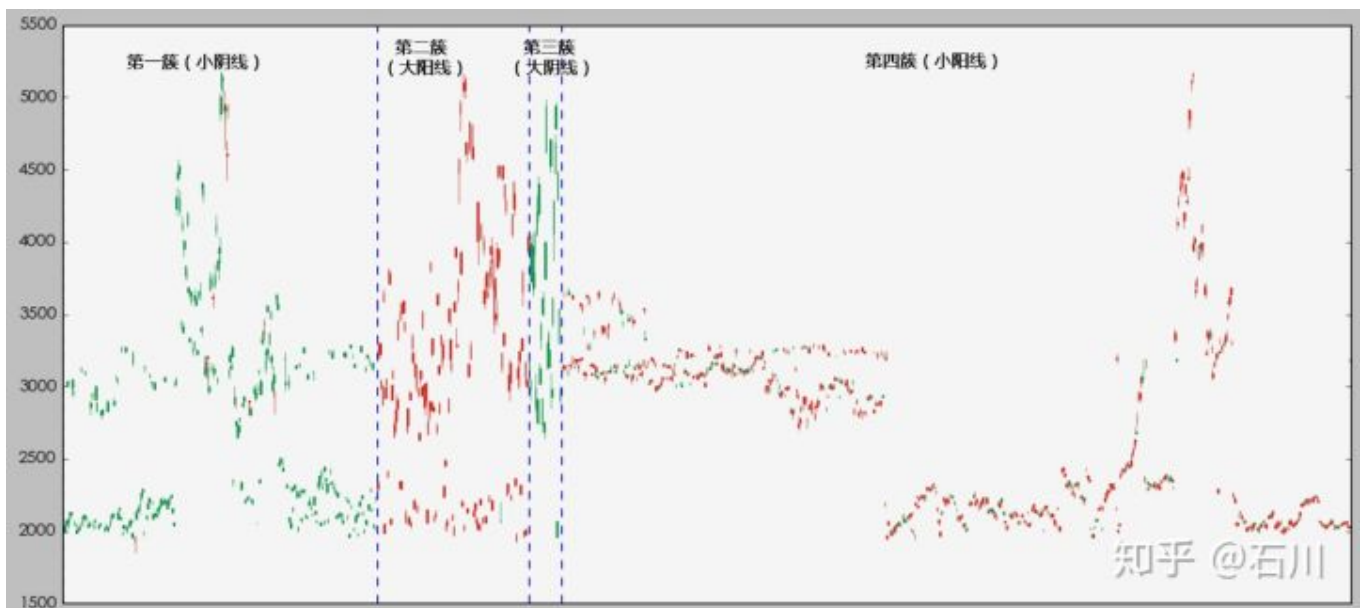 5500
5000
4500
4000
3500
3000
2500
2000
1500
第一簇（小阴线）
第二簇
（大阳线）
第三簇
（大阴线）
第四簇（小阳线）
知乎 @石川